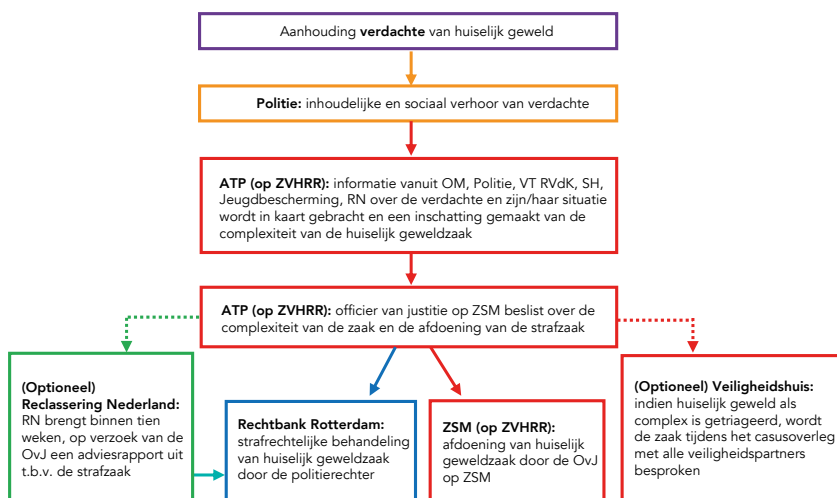 Aanhouding verdachte van huiselijk geweld
Politie: inhoudelijke en sociaal verhoor van verdachte
ATP (op ZVHRR): informatie vanuit OM, Politie, VT RVdK, SH,
Jeugdbescherming, RN over de verdachte en zijn/haar situatie
wordt in kaart gebracht en een inschatting gemaakt van de
complexiteit van de huiselijk geweldzaak
ATP (op ZVHRR): officier van justitie op ZSM beslist over de
complexiteit van de zaak en de afdoening van de strafzaak
(Optioneel)
Reclassering Nederland:
RN brengt binnen tien
weken, op verzoek van de
OvJ een adviesrapport uit
t.b.v. de strafzaak
Rechtbank Rotterdam:
strafrechtelijke behandeling
van huiselijk geweldzaak
door de politierechter
ZSM (op ZVHRR):
afdoening van huiselijk
geweldzaak door de OvJ
op ZSM
(Optioneel) Veiligheidshuis:
indien huiselijk geweld als
complex is getriageerd, wordt
de zaak tijdens het casusoverleg
met alle veiligheidspartners
besproken